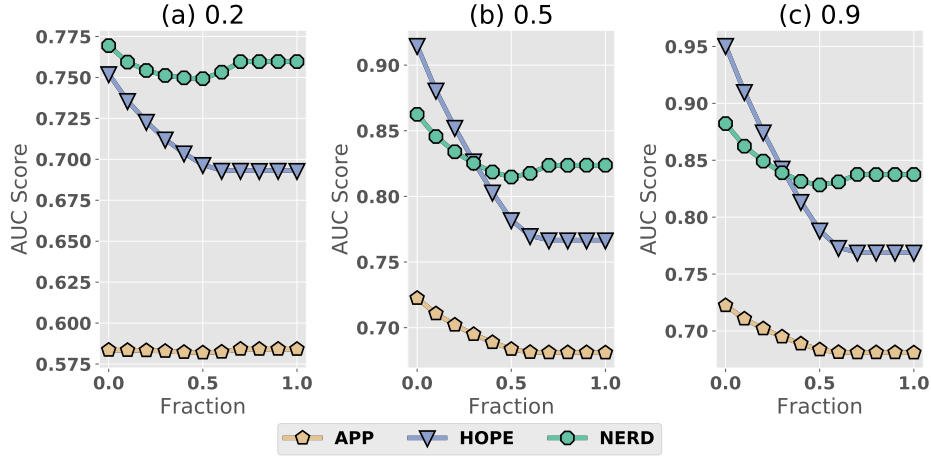 (a) 0.2
(b) 0.5
(c) 0.9
0.775
0.750
0.725
0.700
0.675
0.650
0.625
0.600
0.575
AUC Score
0.0
0.5
1.0
Fraction
0.90
0.85
0.80
0.75
0.70
AUC Score
0.0
0.5
1.0
Fraction
0.95
0.90
0.85
0.80
0.75
0.70
AUC Score
0.0
0.5
1.0
Fraction
APP HOPE NERD